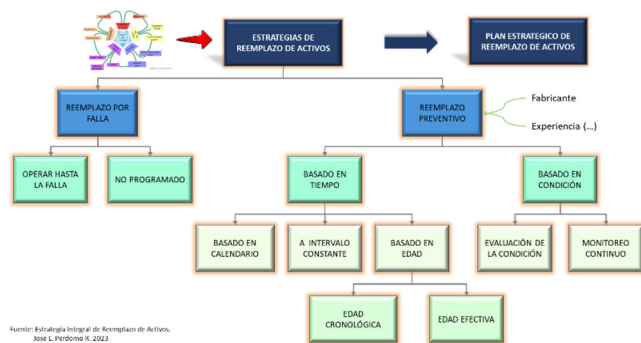 ESTRATEGIAS DE
REEMPLAZO DE ACTIVOS
PLAN ESTRATEGICO DE
REEMPLAZO DE ACTIVOS
REEMPLAZO POR
FALLA
REEMPLAZO
PREVENTIVO
Fabricante
Experiencia (...)
OPERAR HASTA
LA FALLA
NO PROGRAMADO
BASADO EN
TIEMPO
BASADO EN
CONDICIÓN
BASADO EN
CALENDARIO
A INTERVALO
CONSTANTE
BASADO EN
EDAD
EVALUACIÓN DE
LA CONDICIÓN
MONITOREO
CONTINUO
EDAD
CRONOLÓGICA
EDAD EFECTIVA
Fuente: Estrategia Integral de Reemplazo de Activos.
Jose L. Perdomo R. 2023